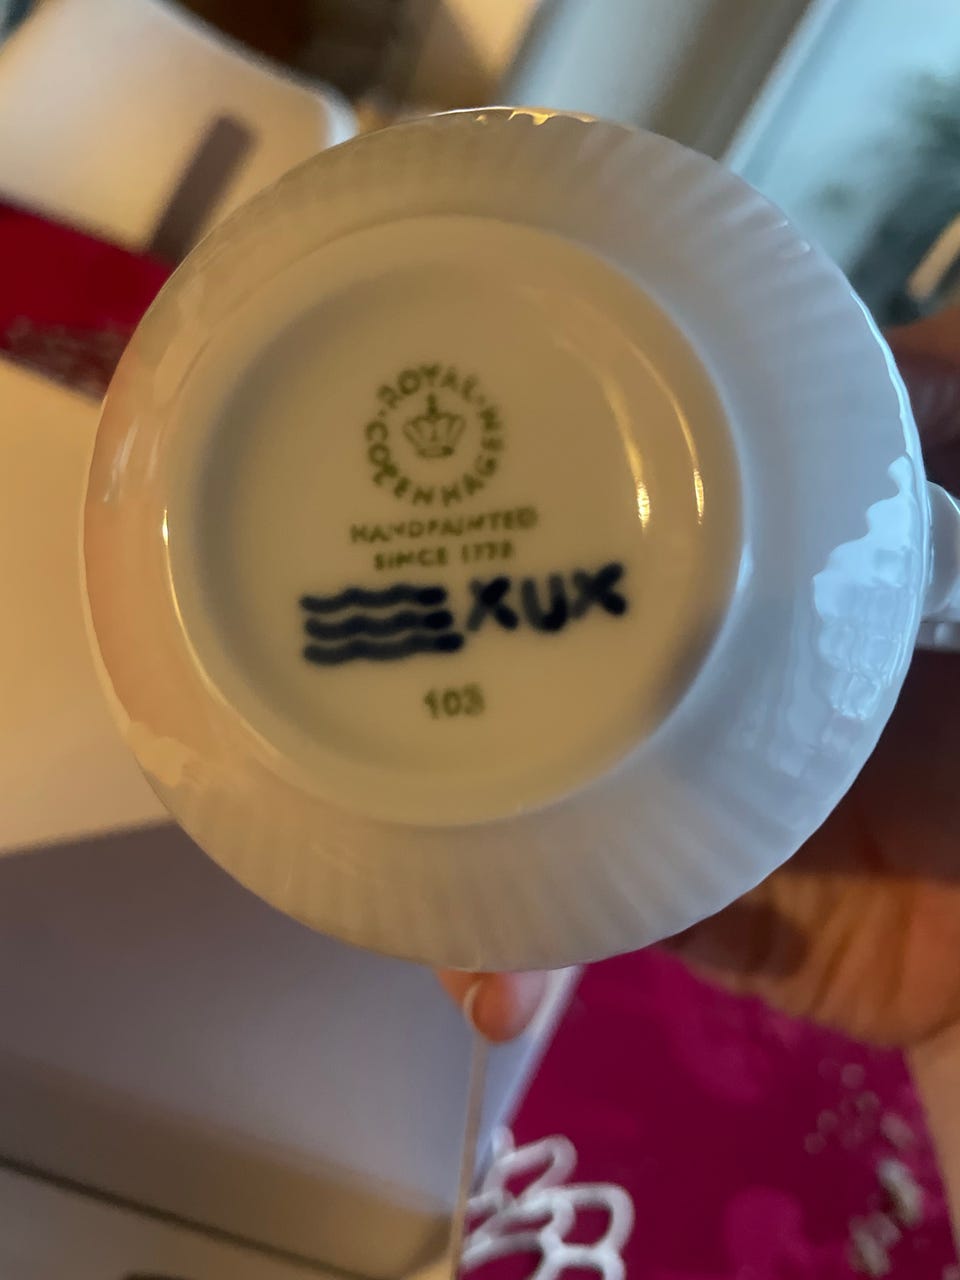 ROYAL · COPENHAGEN ·
HANDPAINTED
SINCE 1775
XUX
103